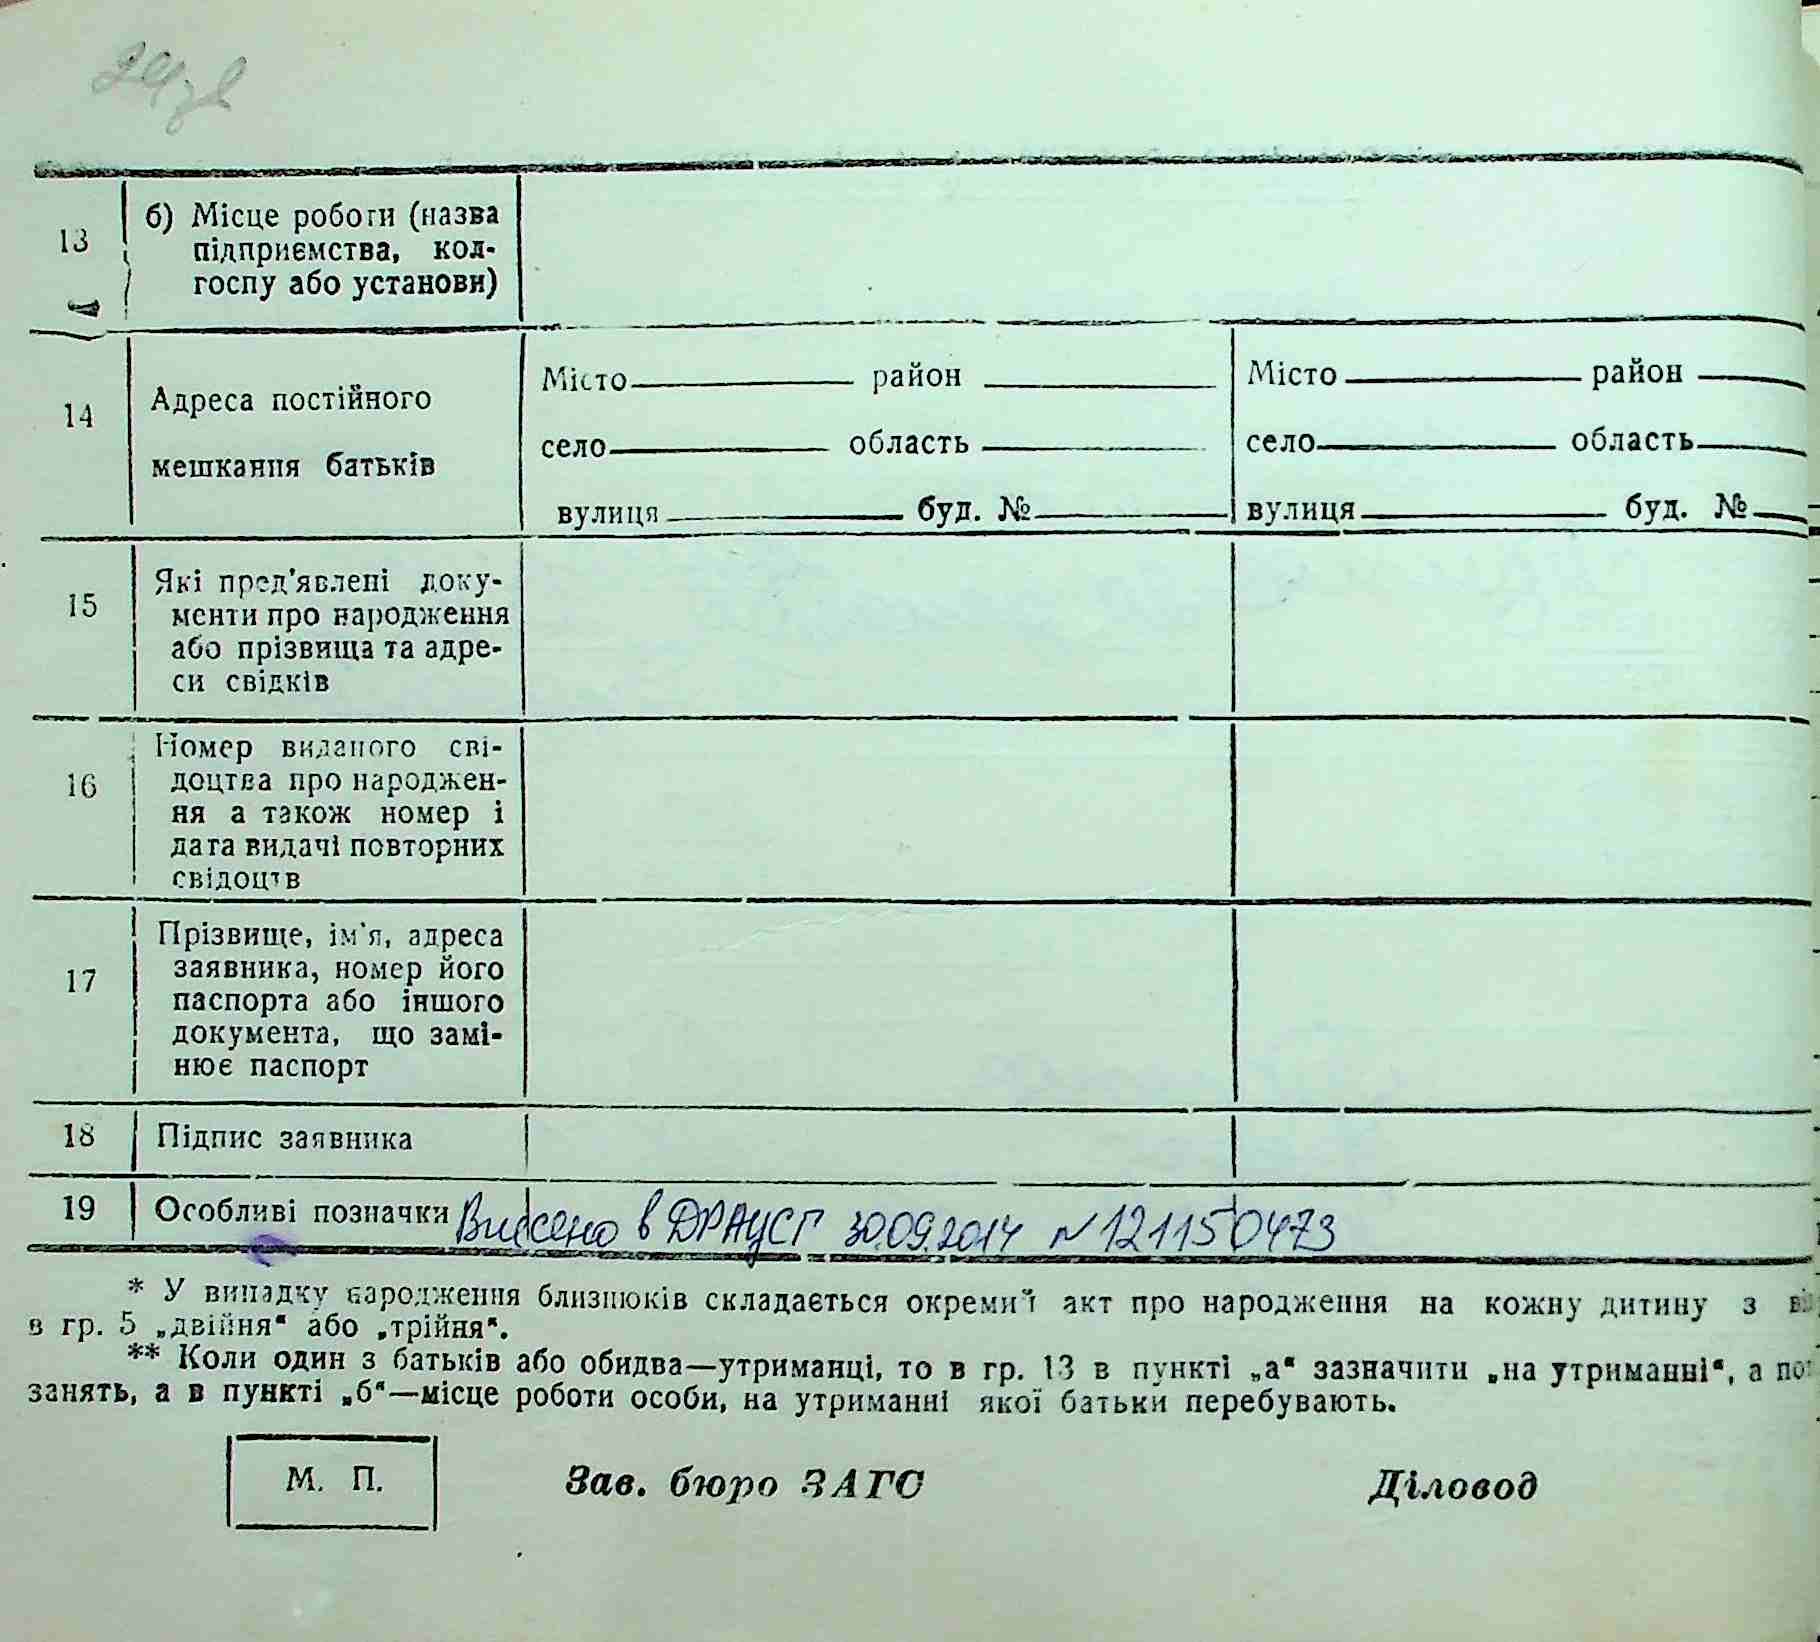 24зв
13
б) Місце роботи (назва
підприємства, кол-
госпу або установи)
14
Адреса постійного
мешкання батьків
Місто район
село область
вулиця буд. №
Місто район
село область
вулиця буд. №
15
Які пред'явлені доку-
менти про народження
або прізвища та адре-
си свідків
16
Номер виданого сві-
доцтва про народжен-
ня а також номер і
дата видачі повторних
свідоцтв
17
Прізвище, ім'я, адреса
заявника, номер його
паспорта або іншого
документа, що замі-
нює паспорт
18 Підпис заявника
19 Особливі позначки Внесено в ДРАЦСГ 30.09.2014 N 121150473
* У випадку народження близнюків складається окремий акт про народження на кожну дитину з
в гр. 5 „двійня“ або „трійня“.
** Коли один з батьків або обидва—утриманці, то в гр. 13 в пункті „а“ зазначити „на утриманні“, а
занять, а в пункті „б“—місце роботи особи, на утриманні якої батьки перебувають.
М. П. Зав. бюро ЗАГС Діловод